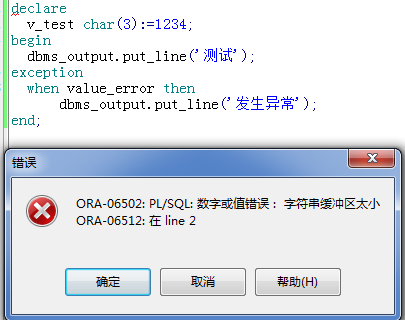 declare
v_test char(3):=1234;
begin
dbms_output.put_line('测试');
exception
when value_error then
dbms_output.put_line('发生异常');
end;
错误
ORA-06502: PL/SQL: 数字或值错误 :  字符串缓冲区太小
ORA-06512: 在 line 2
确定
取消
帮助(H)